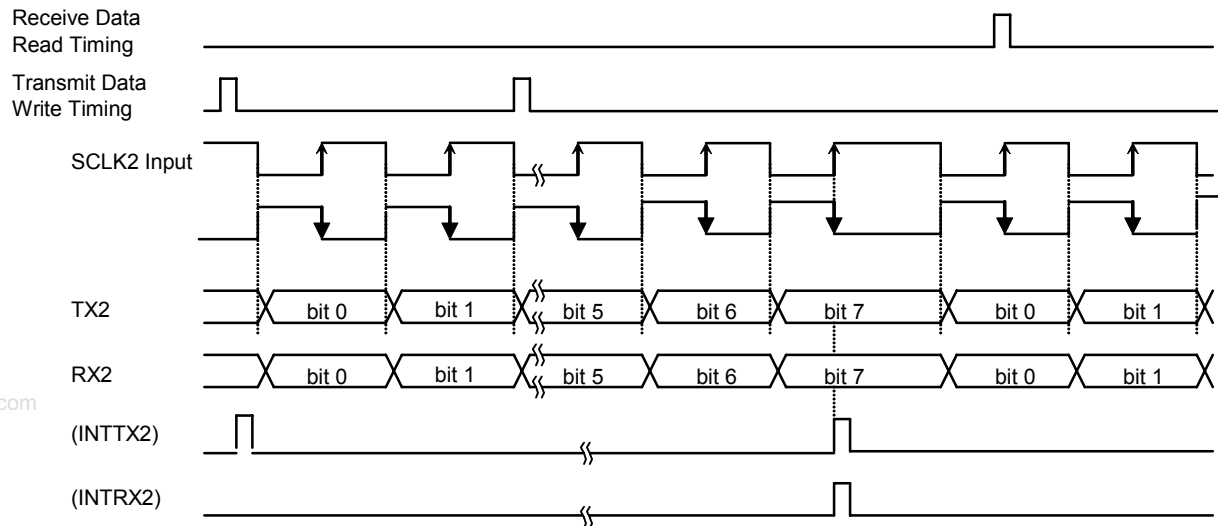 Receive Data
Read Timing
Transmit Data
Write Timing
SCLK2 Input
TX2
bit 0 bit 1 bit 5 bit 6 bit 7 bit 0 bit 1
RX2
bit 0 bit 1 bit 5 bit 6 bit 7 bit 0 bit 1
com
(INTTX2)
(INTRX2)